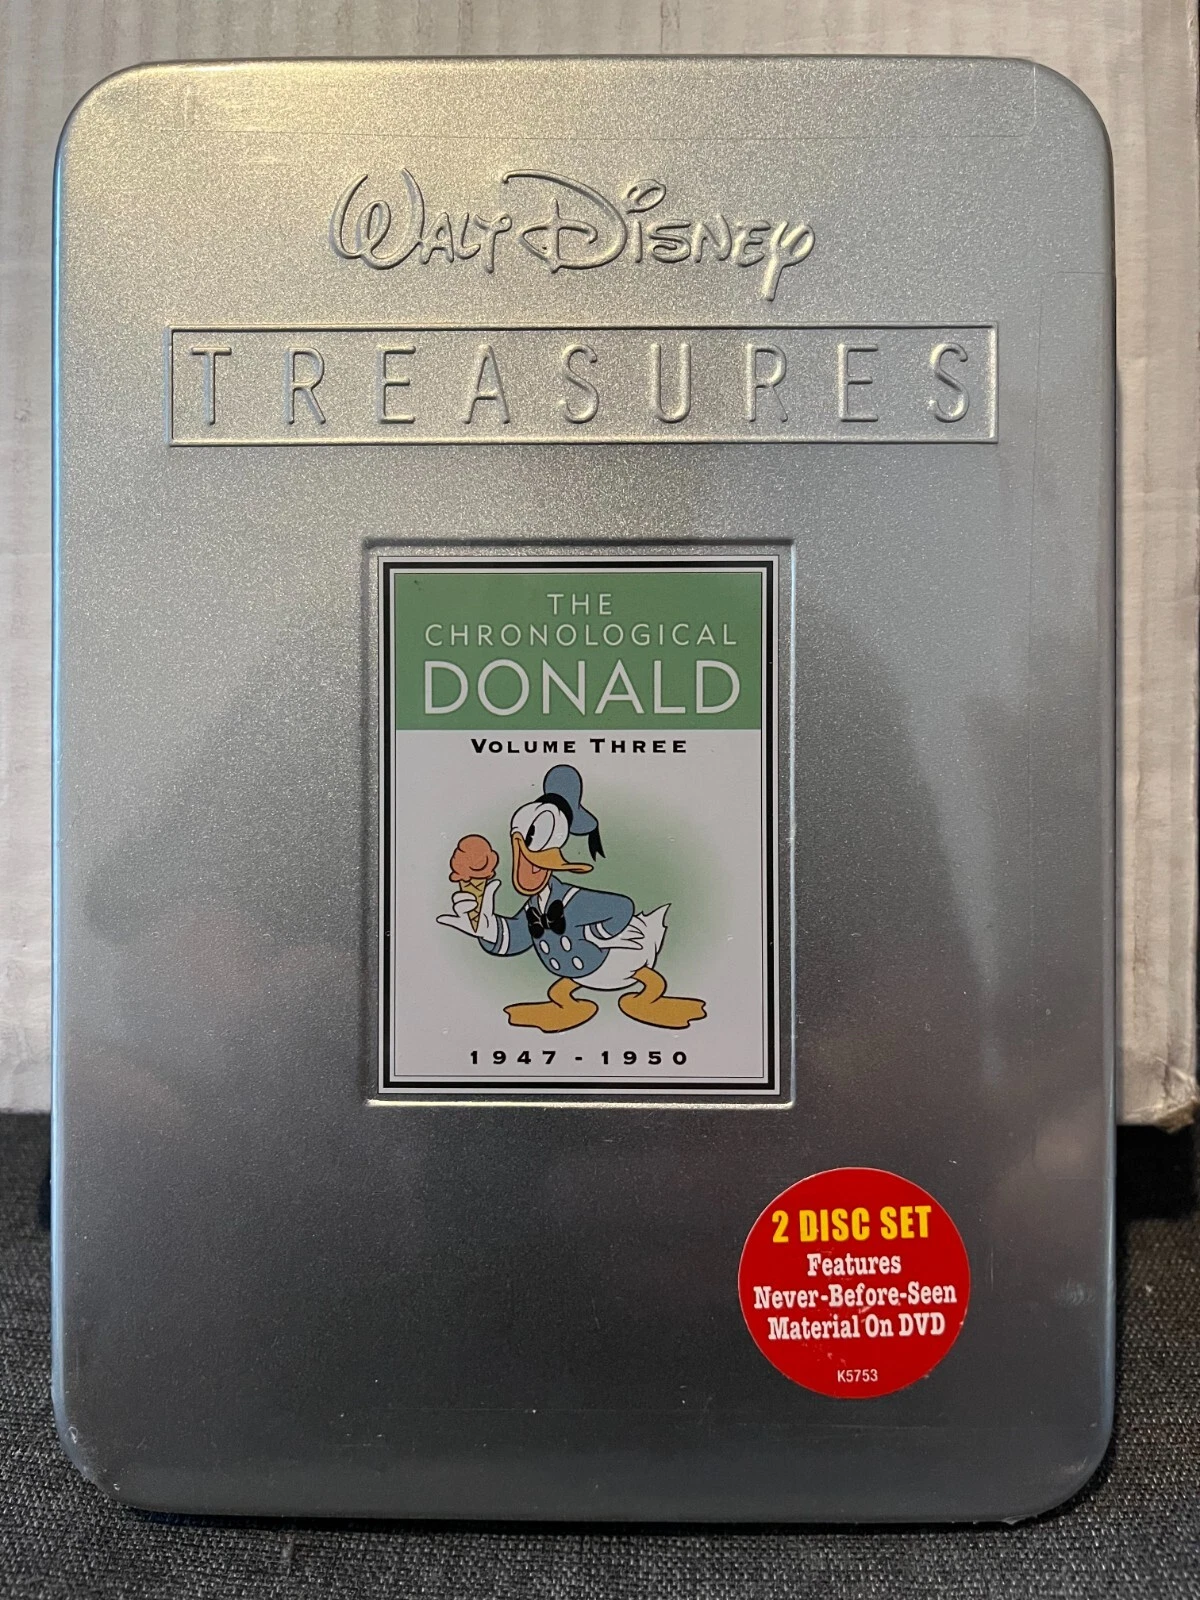 WALT DISNEY
TREASURES
THE
CHRONOLOGICAL
DONALD
VOLUME THREE
1947 - 1950
2 DISC SET
Features
Never-Before-Seen
Material On DVD
K5753